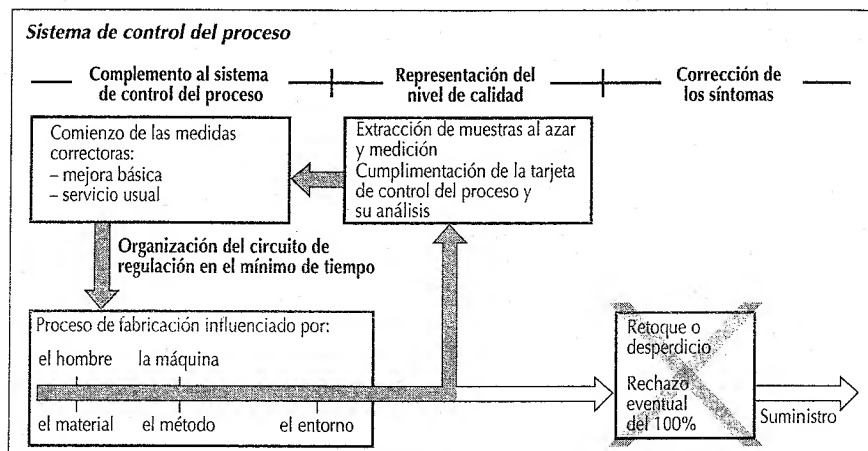 Sistema de control del proceso
Complemento al sistema
de control del proceso
Representación del
nivel de calidad
Corrección de
los síntomas
Comienzo de las medidas
correctoras:
– mejora básica
– servicio usual
Extracción de muestras al azar
y medición
Cumplimentación de la tarjeta
de control del proceso y
su análisis
Organización del circuito de
regulación en el mínimo de tiempo
Proceso de fabricación influenciado por:
el hombre la máquina
el material el método el entorno
Retoque o
desperdicio
Rechazo
eventual
del 100%
Suministro